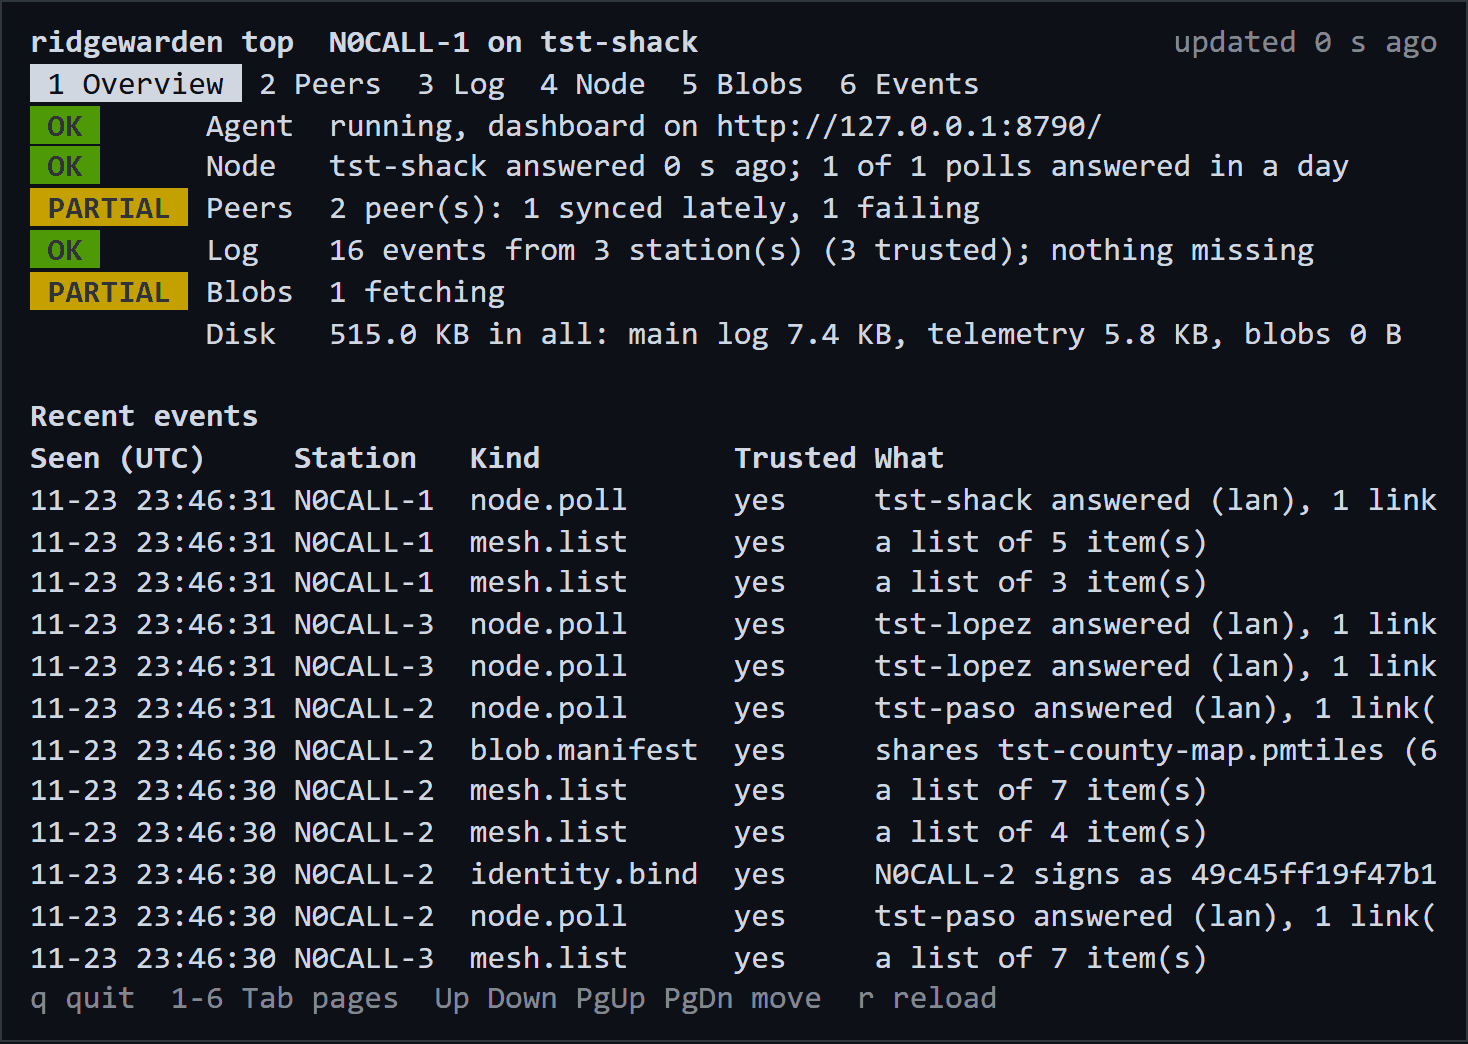 ridgewarden top  N0CALL-1 on tst-shack  updated 0 s ago
1 Overview  2 Peers  3 Log  4 Node  5 Blobs  6 Events
OK  Agent  running, dashboard on http://127.0.0.1:8790/
OK  Node  tst-shack answered 0 s ago; 1 of 1 polls answered in a day
PARTIAL  Peers  2 peer(s): 1 synced lately, 1 failing
OK  Log  16 events from 3 station(s) (3 trusted); nothing missing
PARTIAL  Blobs  1 fetching
Disk  515.0 KB in all: main log 7.4 KB, telemetry 5.8 KB, blobs 0 B
Recent events
Seen (UTC)  Station  Kind  Trusted  What
11-23 23:46:31  N0CALL-1  node.poll  yes  tst-shack answered (lan), 1 link
11-23 23:46:31  N0CALL-1  mesh.list  yes  a list of 5 item(s)
11-23 23:46:31  N0CALL-1  mesh.list  yes  a list of 3 item(s)
11-23 23:46:31  N0CALL-3  node.poll  yes  tst-lopez answered (lan), 1 link
11-23 23:46:31  N0CALL-3  node.poll  yes  tst-lopez answered (lan), 1 link
11-23 23:46:31  N0CALL-2  node.poll  yes  tst-paso answered (lan), 1 link(
11-23 23:46:30  N0CALL-2  blob.manifest  yes  shares tst-county-map.pmtiles (6
11-23 23:46:30  N0CALL-2  mesh.list  yes  a list of 7 item(s)
11-23 23:46:30  N0CALL-2  mesh.list  yes  a list of 4 item(s)
11-23 23:46:30  N0CALL-2  identity.bind  yes  N0CALL-2 signs as 49c45ff19f47b1
11-23 23:46:30  N0CALL-2  node.poll  yes  tst-paso answered (lan), 1 link(
11-23 23:46:30  N0CALL-3  mesh.list  yes  a list of 7 item(s)
q quit  1-6 Tab pages  Up Down PgUp PgDn move  r reload